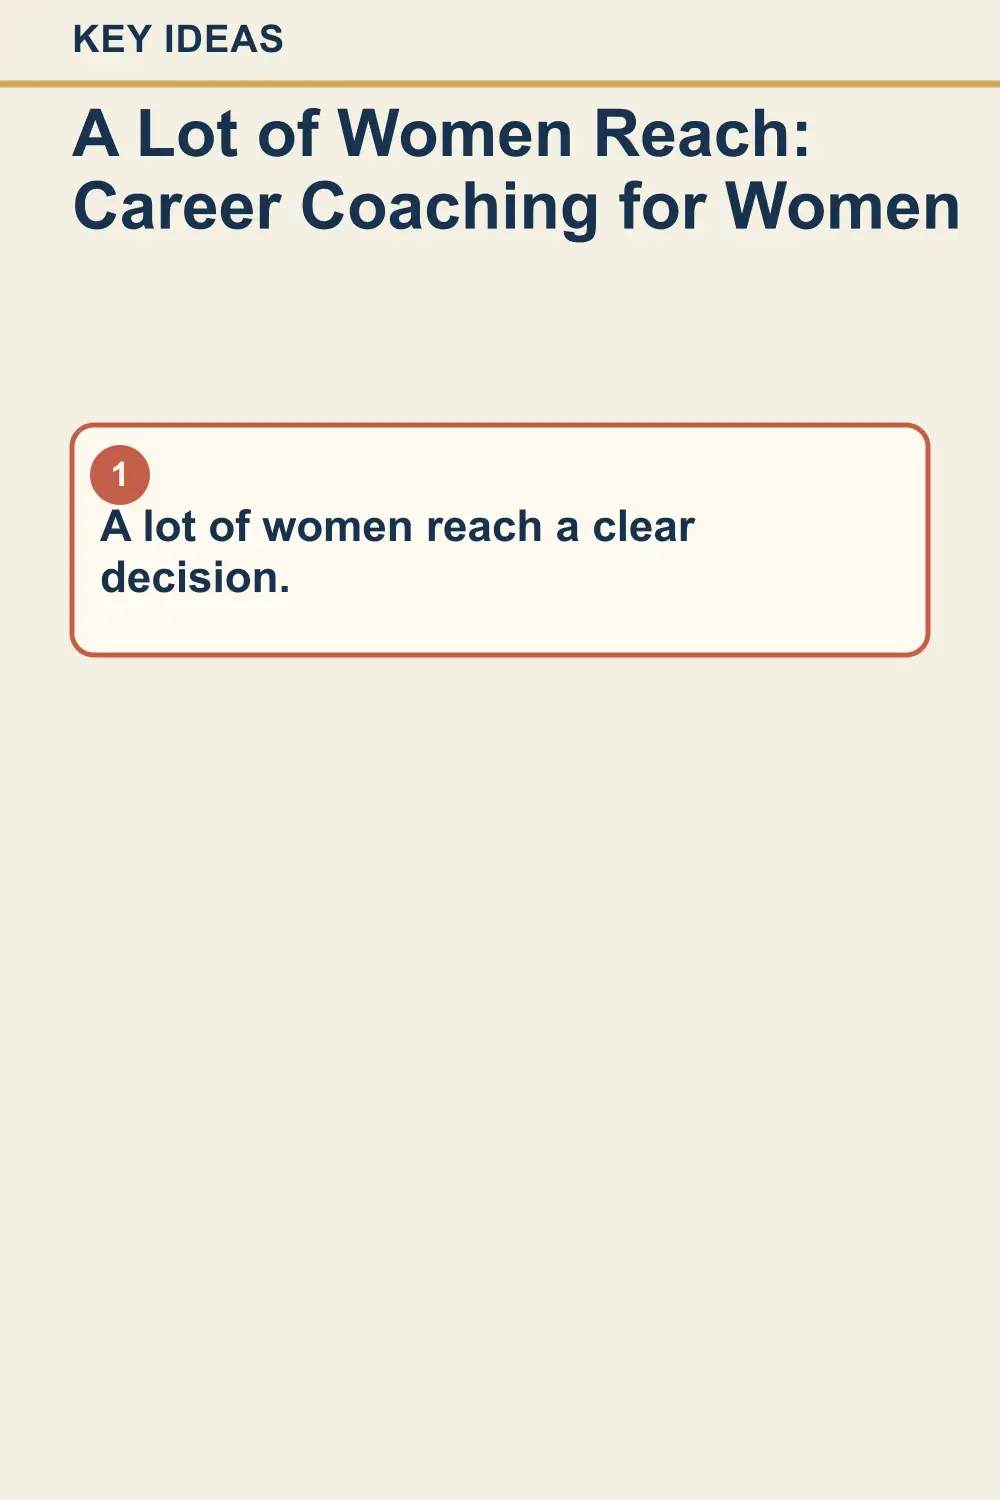 KEY IDEAS
A Lot of Women Reach:
Career Coaching for Women
1
A lot of women reach a clear
decision.